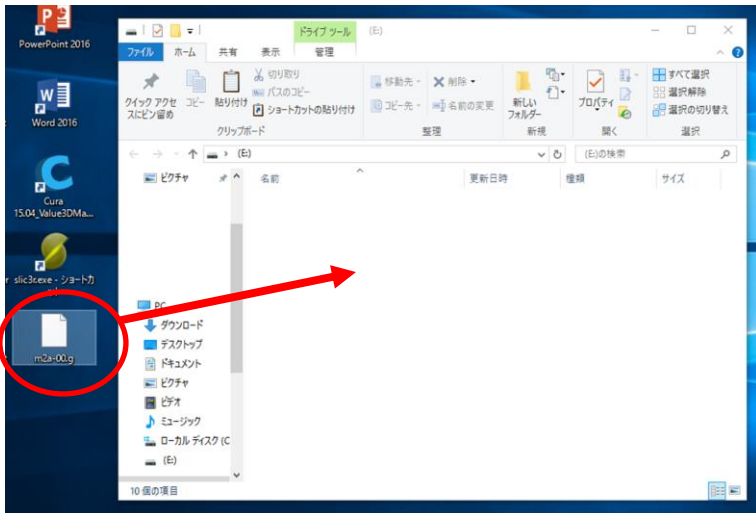 PowerPoint 2016
Word 2016
Cura
15.04_Value3DMa...
slic3r.exe - ショートカ
m2a-00.g
ドライブ ツール
(E:)
ファイル
ホーム
共有
表示
管理
クイック アクセ
スにピン留め
コピー
貼り付け
切り取り
パスのコピー
ショートカットの貼り付け
クリップボード
移動先
コピー先
削除
名前の変更
整理
新しい
フォルダー
新規
プロパティ
開く
すべて選択
選択解除
選択の切り替え
選択
(E:)
(E:)の検索
ピクチャ
名前
更新日時
種類
サイズ
PC
ダウンロード
デスクトップ
ドキュメント
ピクチャ
ビデオ
ミュージック
ローカル ディスク (C
(E:)
10 個の項目